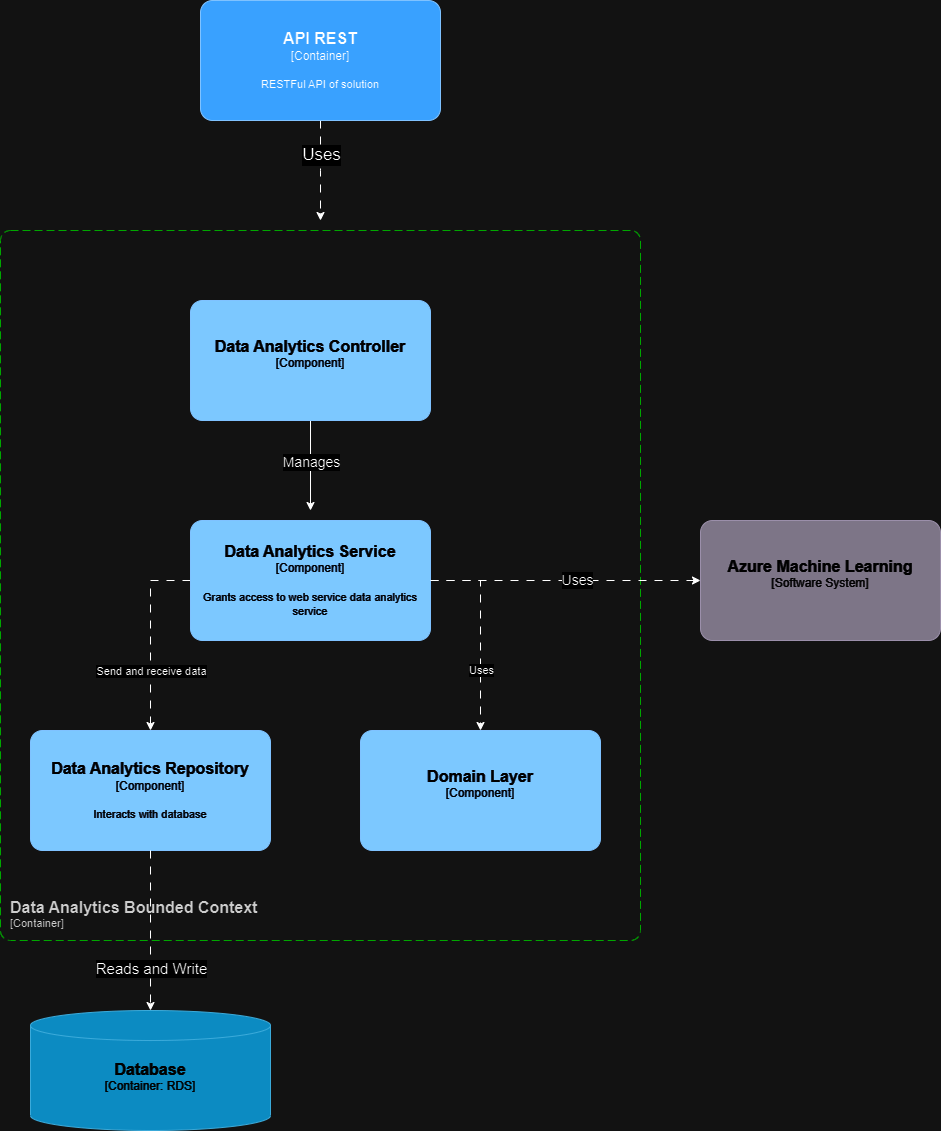 API REST
[Container]
RESTFul API of solution
Uses
Data Analytics Controller
[Component]
Manages
Data Analytics Service
[Component]
Grants access to web service data analytics
service
Uses
Azure Machine Learning
[Software System]
Send and receive data
Uses
Data Analytics Repository
[Component]
Interacts with database
Domain Layer
[Component]
Data Analytics Bounded Context
[Container]
Reads and Write
Database
[Container: RDS]